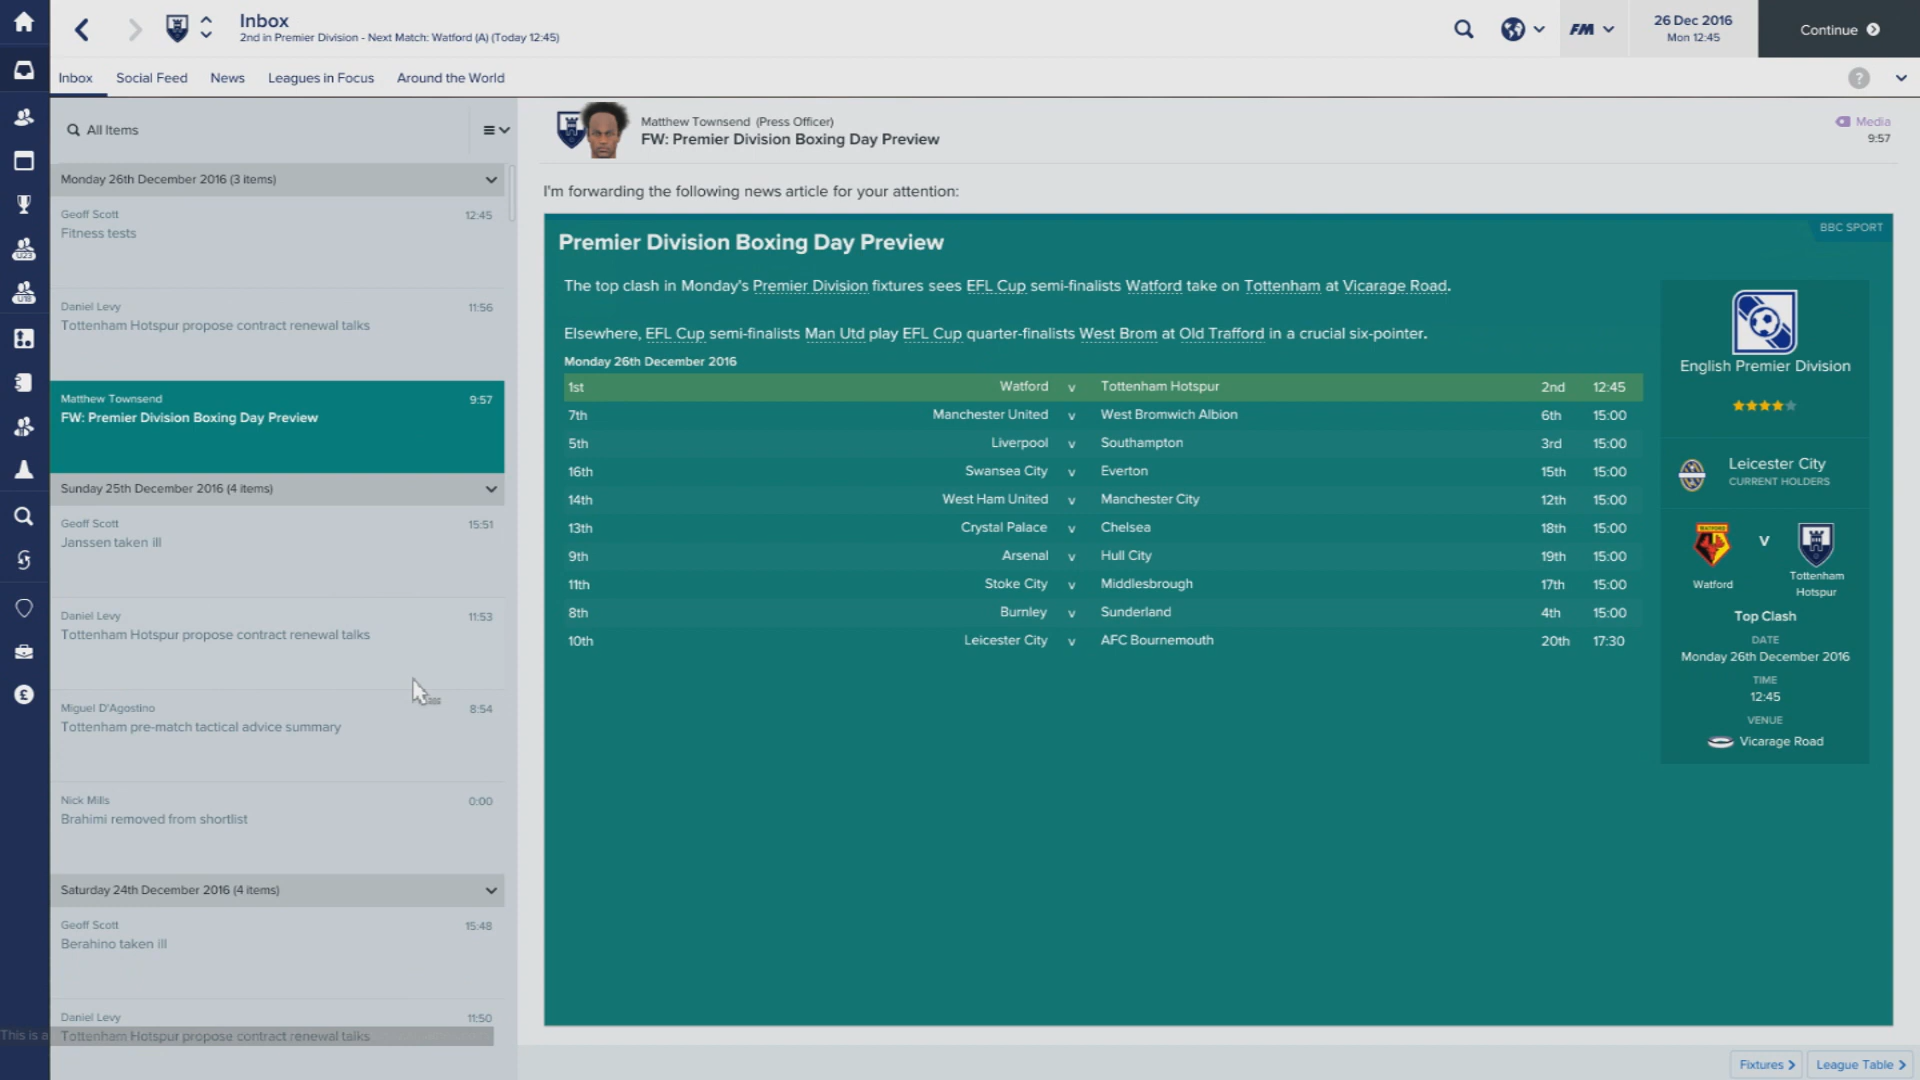 Inbox
2nd in Premier Division - Next Match: Watford (A) (Today 12:45)
FM
26 Dec 2016
Mon 12:45
Continue
Inbox
Social Feed
News
Leagues in Focus
Around the World
?
All Items
Monday 26th December 2016 (3 items)
Geoff Scott 12:45
Fitness tests
Daniel Levy 11:56
Tottenham Hotspur propose contract renewal talks
Matthew Townsend 9:57
FW: Premier Division Boxing Day Preview
Sunday 25th December 2016 (4 items)
Geoff Scott 15:51
Janssen taken ill
Daniel Levy 11:53
Tottenham Hotspur propose contract renewal talks
Miguel D'Agostino 8:54
Tottenham pre-match tactical advice summary
Nick Mills 0:00
Brahimi removed from shortlist
Saturday 24th December 2016 (4 items)
Geoff Scott 15:48
Berahino taken ill
Daniel Levy 11:50
Tottenham Hotspur propose contract renewal talks
This is a
U23
U18
Matthew Townsend (Press Officer)
FW: Premier Division Boxing Day Preview
Media
9:57
I'm forwarding the following news article for your attention:
BBC SPORT
Premier Division Boxing Day Preview
The top clash in Monday's Premier Division fixtures sees EFL Cup semi-finalists Watford take on Tottenham at Vicarage Road.
Elsewhere, EFL Cup semi-finalists Man Utd play EFL Cup quarter-finalists West Brom at Old Trafford in a crucial six-pointer.
Monday 26th December 2016
1st Watford v Tottenham Hotspur 2nd 12:45
7th Manchester United v West Bromwich Albion 6th 15:00
5th Liverpool v Southampton 3rd 15:00
16th Swansea City v Everton 15th 15:00
14th West Ham United v Manchester City 12th 15:00
13th Crystal Palace v Chelsea 18th 15:00
9th Arsenal v Hull City 19th 15:00
11th Stoke City v Middlesbrough 17th 15:00
8th Burnley v Sunderland 4th 15:00
10th Leicester City v AFC Bournemouth 20th 17:30
English Premier Division
Leicester City
CURRENT HOLDERS
WATFORD
v
Watford
Tottenham
Hotspur
Top Clash
DATE
Monday 26th December 2016
TIME
12:45
VENUE
Vicarage Road
Fixtures
League Table